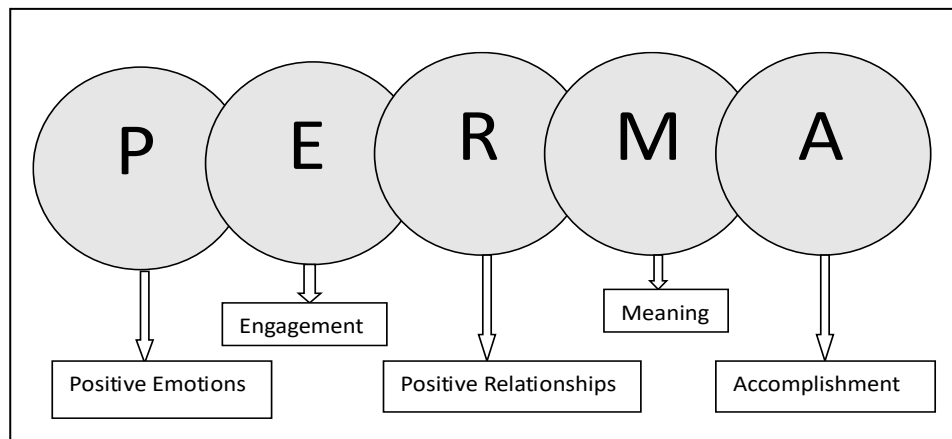 P E R M A
Engagement
Meaning
Positive Emotions
Positive Relationships
Accomplishment